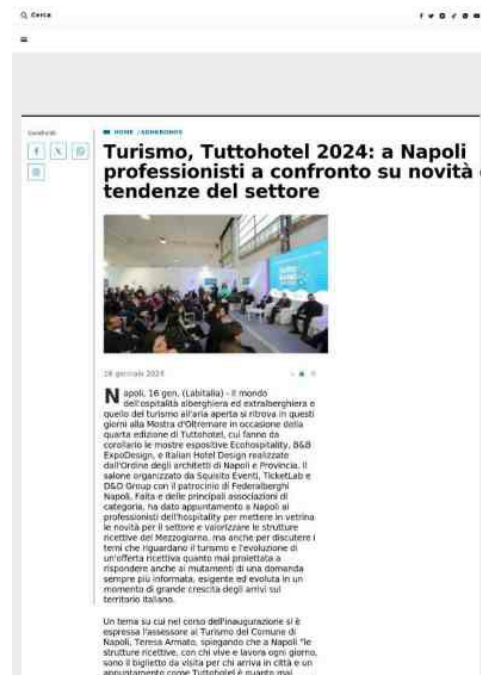 Cerca
Condividi
HOME / ADNKRONOS
Turismo, Tuttohotel 2024: a Napoli
professionisti a confronto su novità e
tendenze del settore
16 gennaio 2024
Napoli, 16 gen. (Labitalia) - Il mondo
dell'ospitalità alberghiera ed extralberghiera e
quello del turismo all'aria aperta si ritrova in questi
giorni alla Mostra d'Oltremare in occasione della
quarta edizione di Tuttohotel, cui fanno da
corollario le mostre espositive Ecohospitality, B&B
ExpoDesign, e Italian Hotel Design realizzate
dall'Ordine degli architetti di Napoli e Provincia. Il
salone organizzato da Squisito Eventi, TicketLab e
D&D Group con il patrocinio di Federalberghi
Napoli, Faita e delle principali associazioni di
categoria, ha dato appuntamento a Napoli ai
professionisti dell'hospitality per mettere in vetrina
le novità per il settore e valorizzare le strutture
ricettive del Mezzogiorno, ma anche per discutere i
temi che riguardano il turismo e l'evoluzione di
un'offerta ricettiva quanto mai proiettata a
rispondere anche ai mutamenti di una domanda
sempre più informata, esigente ed evoluta in un
momento di grande crescita degli arrivi sul
territorio italiano.
Un tema su cui nel corso dell'inaugurazione si è
espressa l'assessore al Turismo del Comune di
Napoli, Teresa Armato, spiegando che a Napoli "le
strutture ricettive, con chi vive e lavora ogni giorno,
sono il biglietto da visita per chi arriva in città e un
appuntamento come Tuttohotel è quanto mai